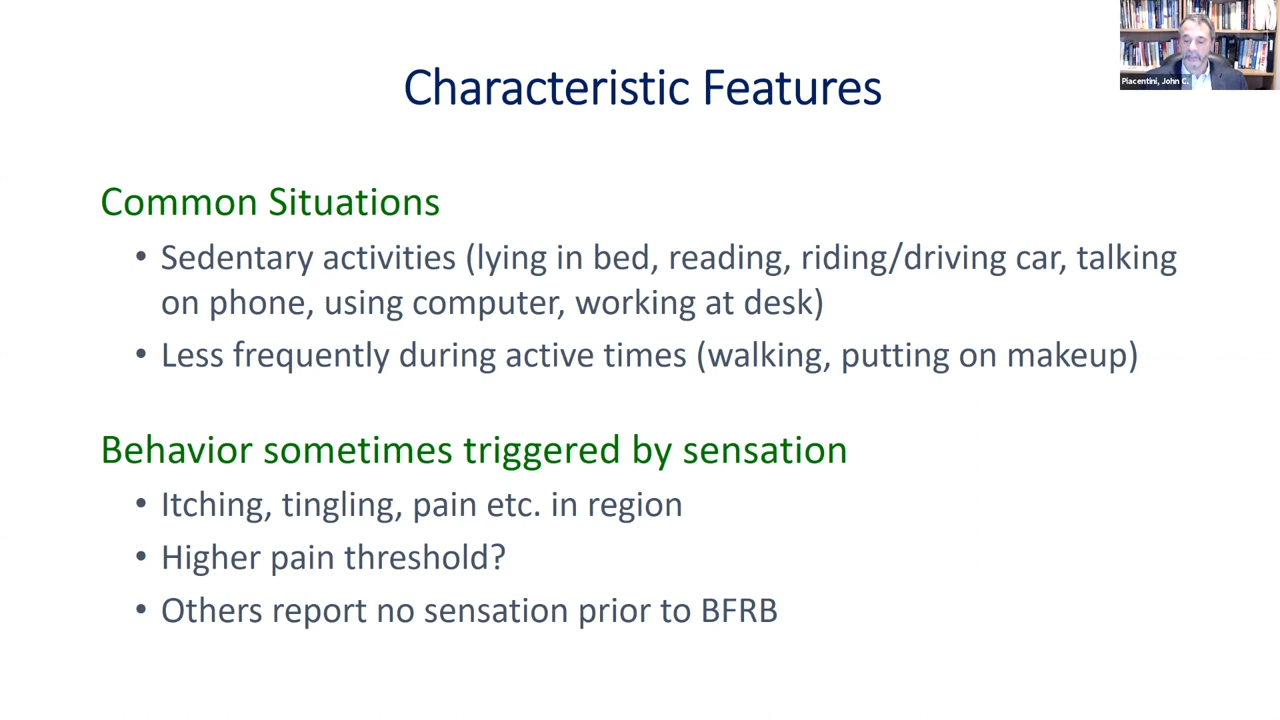 Piacentini, John C.
Characteristic Features
Common Situations
• Sedentary activities (lying in bed, reading, riding/driving car, talking
on phone, using computer, working at desk)
• Less frequently during active times (walking, putting on makeup)
Behavior sometimes triggered by sensation
• Itching, tingling, pain etc. in region
• Higher pain threshold?
• Others report no sensation prior to BFRB